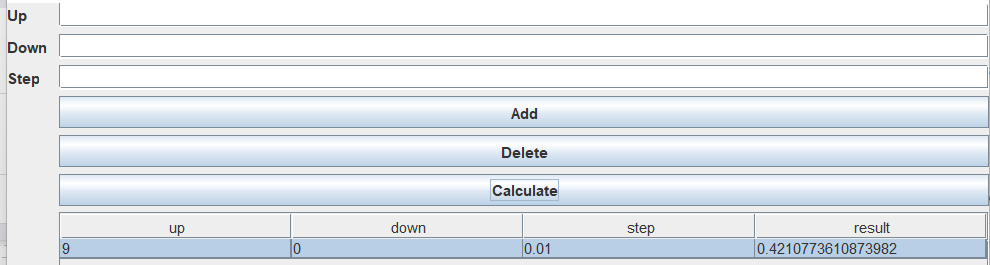 Up
Down
Step
Add
Delete
Calculate
up down step result
9 0 0.01 0.4210773610873982